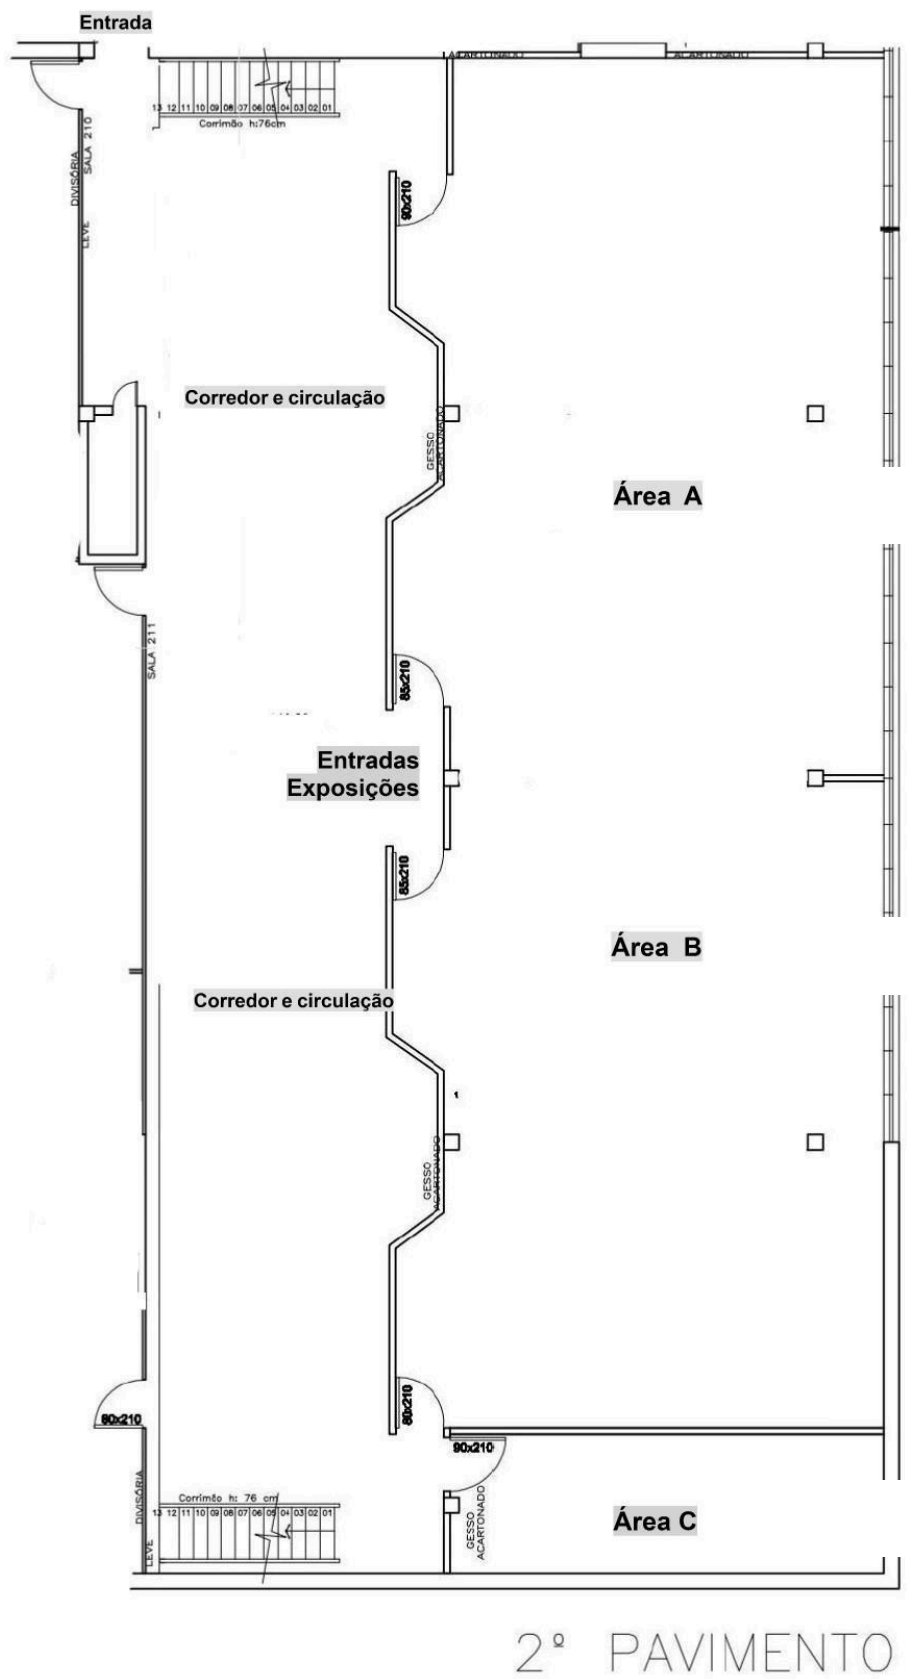 Entrada
ACARTONADO
ACARTONADO
13 12 11 10 09 08 07 06 05 04 03 02 01
Corrimão h:76cm
DIVISÓRIA
LEVE
SALA 210
90x210
Corredor e circulação
GESSO
ACARTONADO
Área A
SALA 211
85x210
Entradas
Exposições
85x210
Área B
Corredor e circulação
GESSO
ACARTONADO
80x210
80x210
90x210
DIVISÓRIA
LEVE
Corrimão h: 76 cm
13 12 11 10 09 08 07 06 05 04 03 02 01
GESSO
ACARTONADO
Área C
2º PAVIMENTO